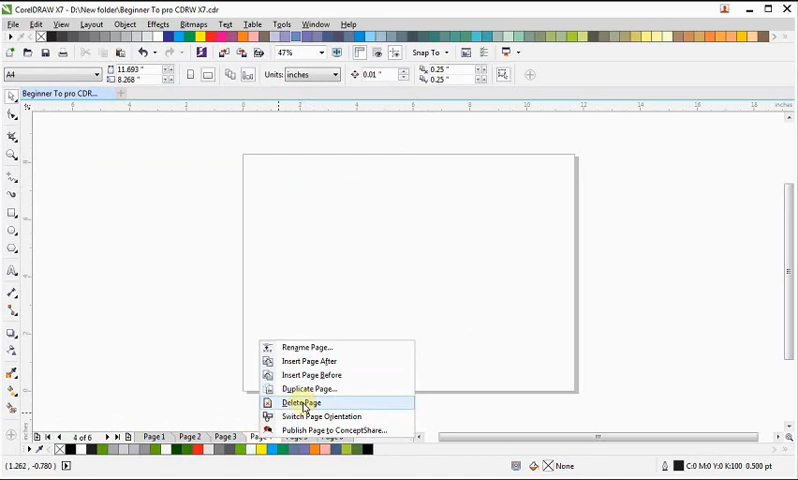 CorelDRAW X7 - D:\New folder\Beginner To pro CDRW X7.cdr
File Edit View Layout Object Effects Bitmaps Text Table Tools Window Help
47% Snap To
A4 11.693 " 8.268 " Units: inches 0.01 " 0.25 " 0.25 "
Beginner To pro CDR...
Rename Page...
Insert Page After
Insert Page Before
Duplicate Page...
Delete Page
Switch Page Orientation
Publish Page to ConceptShare...
4 of 6 Page 1 Page 2 Page 3
(1.262, -0.780) None C:0 M:0 Y:0 K:100 0.500 pt